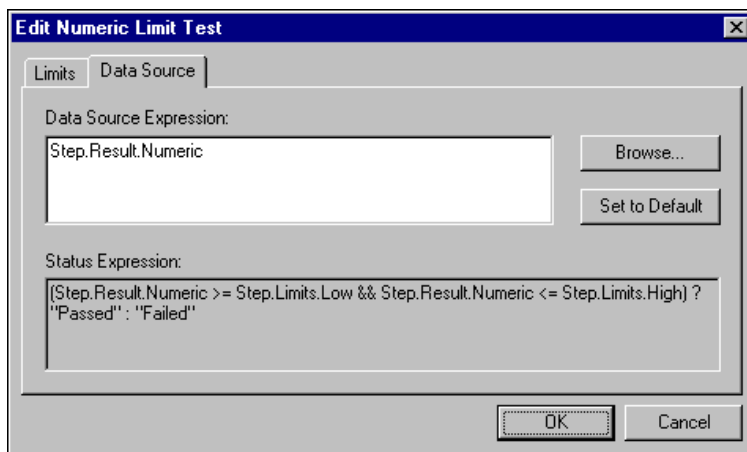 Edit Numeric Limit Test
Limits
Data Source
Data Source Expression:
Step.Result.Numeric
Browse...
Set to Default
Status Expression:
(Step.Result.Numeric >= Step.Limits.Low && Step.Result.Numeric <= Step.Limits.High) ?
"Passed" : "Failed"
OK
Cancel